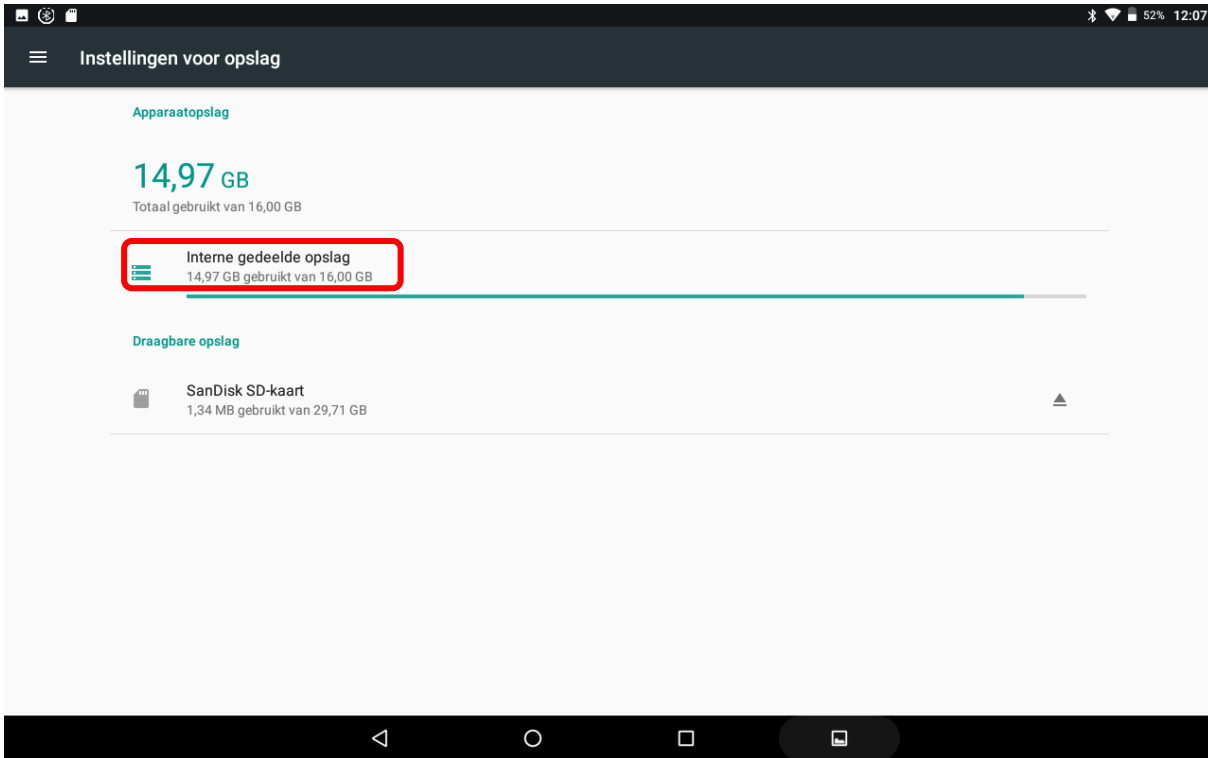 52% 12:07
Instellingen voor opslag
Apparaatopslag
14,97 GB
Totaal gebruikt van 16,00 GB
Interne gedeelde opslag
14,97 GB gebruikt van 16,00 GB
Draagbare opslag
SanDisk SD-kaart
1,34 MB gebruikt van 29,71 GB